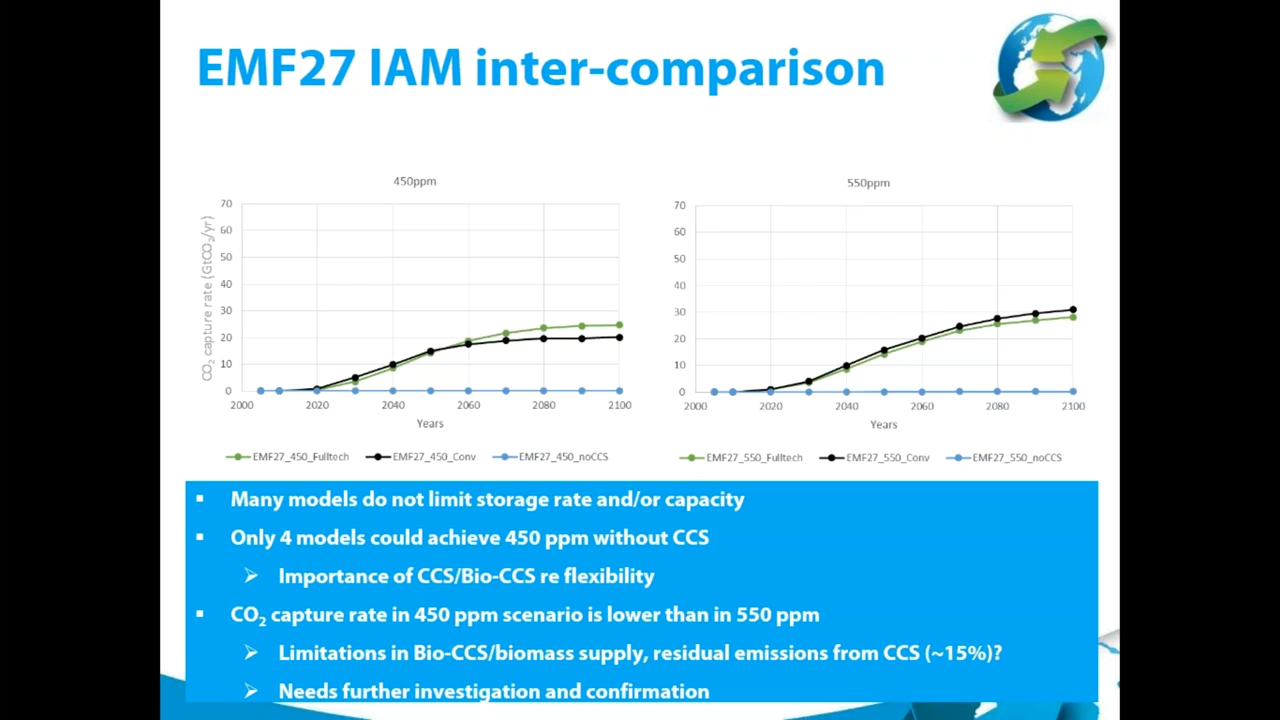 EMF27 IAM inter-comparison
450ppm
CO₂ capture rate (GtCO₂/yr)
70
60
50
40
30
20
10
0
2000 2020 2040 2060 2080 2100
Years
EMF27_450_Fulltech EMF27_450_Conv EMF27_450_noCCS
550ppm
70
60
50
40
30
20
10
0
2000 2020 2040 2060 2080 2100
Years
EMF27_550_Fulltech EMF27_550_Conv EMF27_550_noCCS
▪ Many models do not limit storage rate and/or capacity
▪ Only 4 models could achieve 450 ppm without CCS
➢ Importance of CCS/Bio-CCS re flexibility
▪ CO₂ capture rate in 450 ppm scenario is lower than in 550 ppm
➢ Limitations in Bio-CCS/biomass supply, residual emissions from CCS (~15%)?
➢ Needs further investigation and confirmation